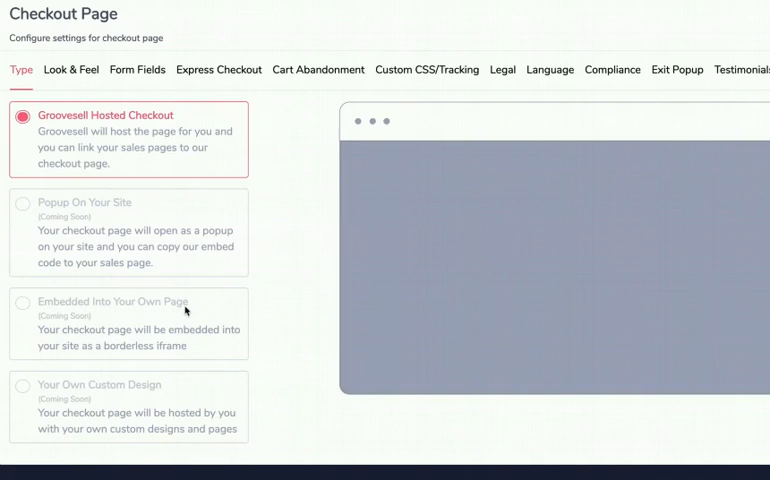 Checkout Page
Configure settings for checkout page
Type Look & Feel Form Fields Express Checkout Cart Abandonment Custom CSS/Tracking Legal Language Compliance Exit Popup Testimonials
Groovesell Hosted Checkout
Groovesell will host the page for you and
you can link your sales pages to our
checkout page.
Popup On Your Site
(Coming Soon)
Your checkout page will open as a popup
on your site and you can copy our embed
code to your sales page.
Embedded Into Your Own Page
(Coming Soon)
Your checkout page will be embedded into
your site as a borderless iframe
Your Own Custom Design
(Coming Soon)
Your checkout page will be hosted by you
with your own custom designs and pages